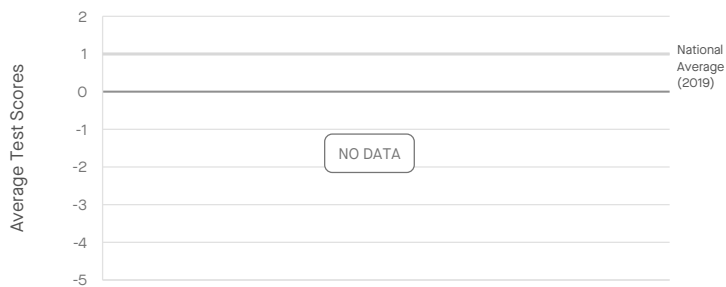 2
1
0
-1
-2
-3
-4
-5
Average Test Scores
National
Average
(2019)
NO DATA